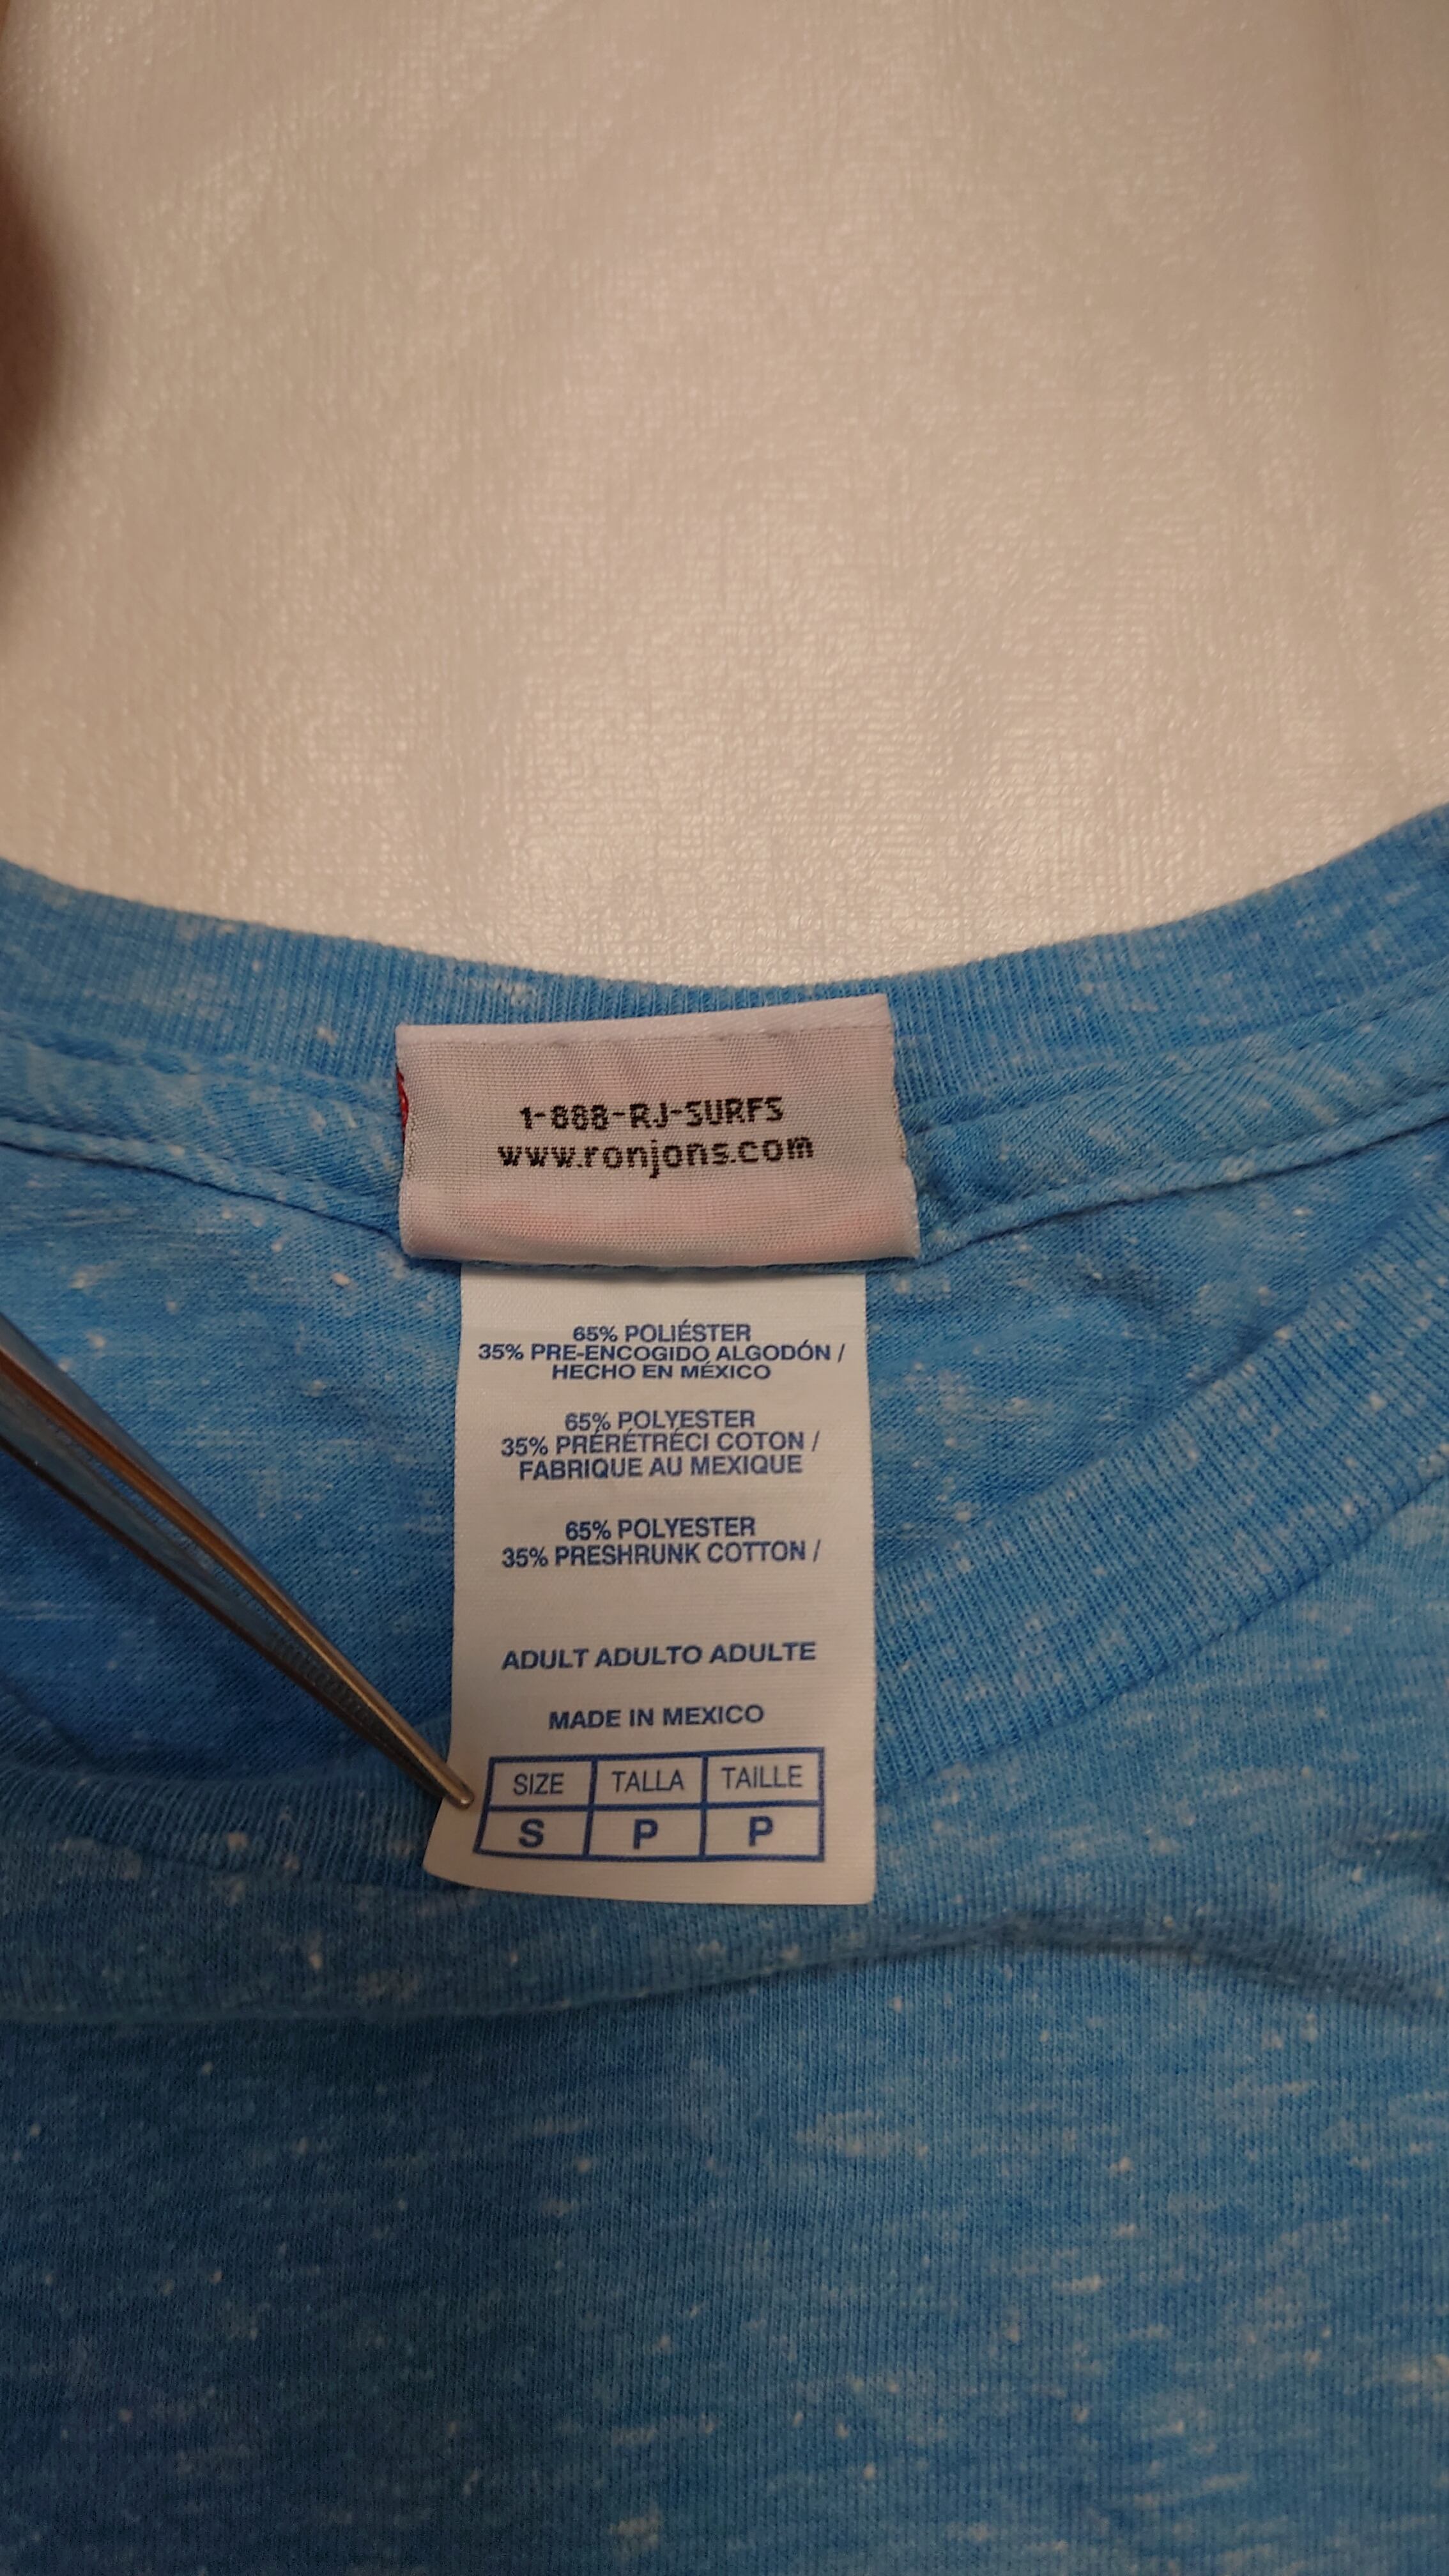 1-888-RJ-SURFS
www.ronjons.com
65% POLIÉSTER
35% PRE-ENCOGIDO ALGODÓN /
HECHO EN MÉXICO
65% POLYESTER
35% PRÉRÉTRÉCI COTON /
FABRIQUE AU MEXIQUE
65% POLYESTER
35% PRESHRUNK COTTON /
ADULT ADULTO ADULTE
MADE IN MEXICO
SIZE TALLA TAILLE
S P P